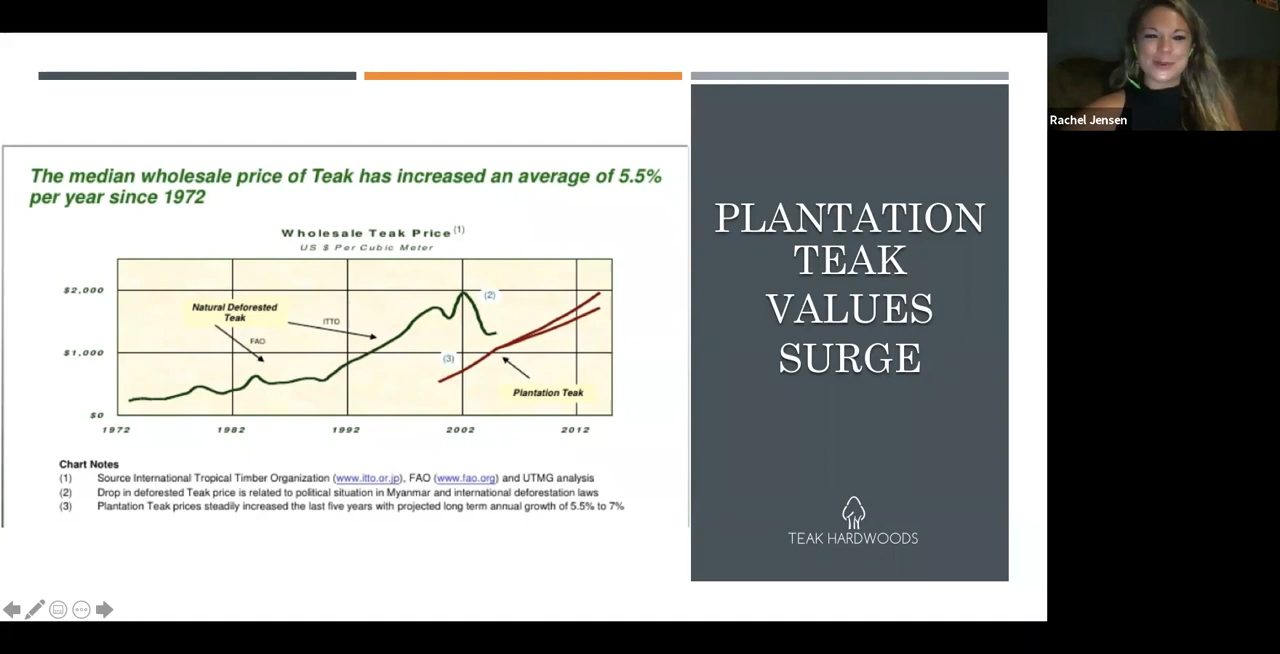 Rachel Jensen
The median wholesale price of Teak has increased an average of 5.5%
per year since 1972
Wholesale Teak Price (1)
US $ Per Cubic Meter
$2,000
$1,000
$0
Natural Deforested
Teak
ITTO
FAO
(2)
(3)
Plantation Teak
1972
1982
1992
2002
2012
Chart Notes
(1) Source International Tropical Timber Organization (www.itto.or.jp), FAO (www.fao.org) and UTMG analysis
(2) Drop in deforested Teak price is related to political situation in Myanmar and international deforestation laws
(3) Plantation Teak prices steadily increased the last five years with projected long term annual growth of 5.5% to 7%
PLANTATION
TEAK
VALUES
SURGE
TEAK HARDWOODS